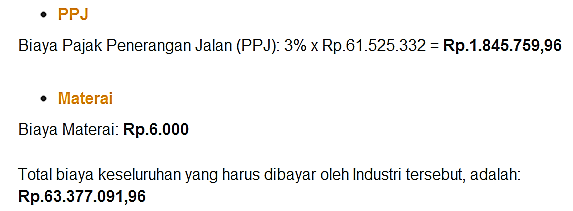 PPJ
Biaya Pajak Penerangan Jalan (PPJ): 3% x Rp.61.525.332 = Rp.1.845.759,96
Materai
Biaya Materai: Rp.6.000
Total biaya keseluruhan yang harus dibayar oleh Industri tersebut, adalah:
Rp.63.377.091,96